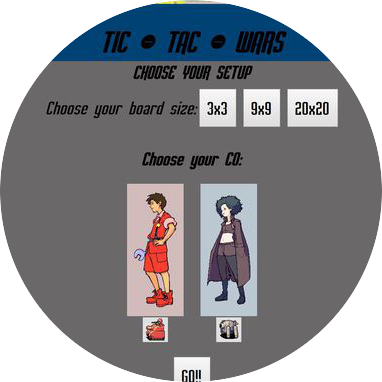 TIC • TAC • WARS
CHOOSE YOUR SETUP
Choose your board size: 3x3 9x9 20x20
Choose your CO:
GO!!